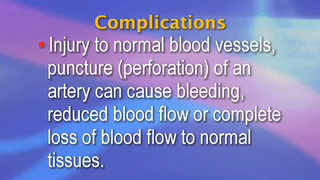 Complications
• Injury to normal blood vessels,
puncture (perforation) of an
artery can cause bleeding,
reduced blood flow or complete
loss of blood flow to normal
tissues.